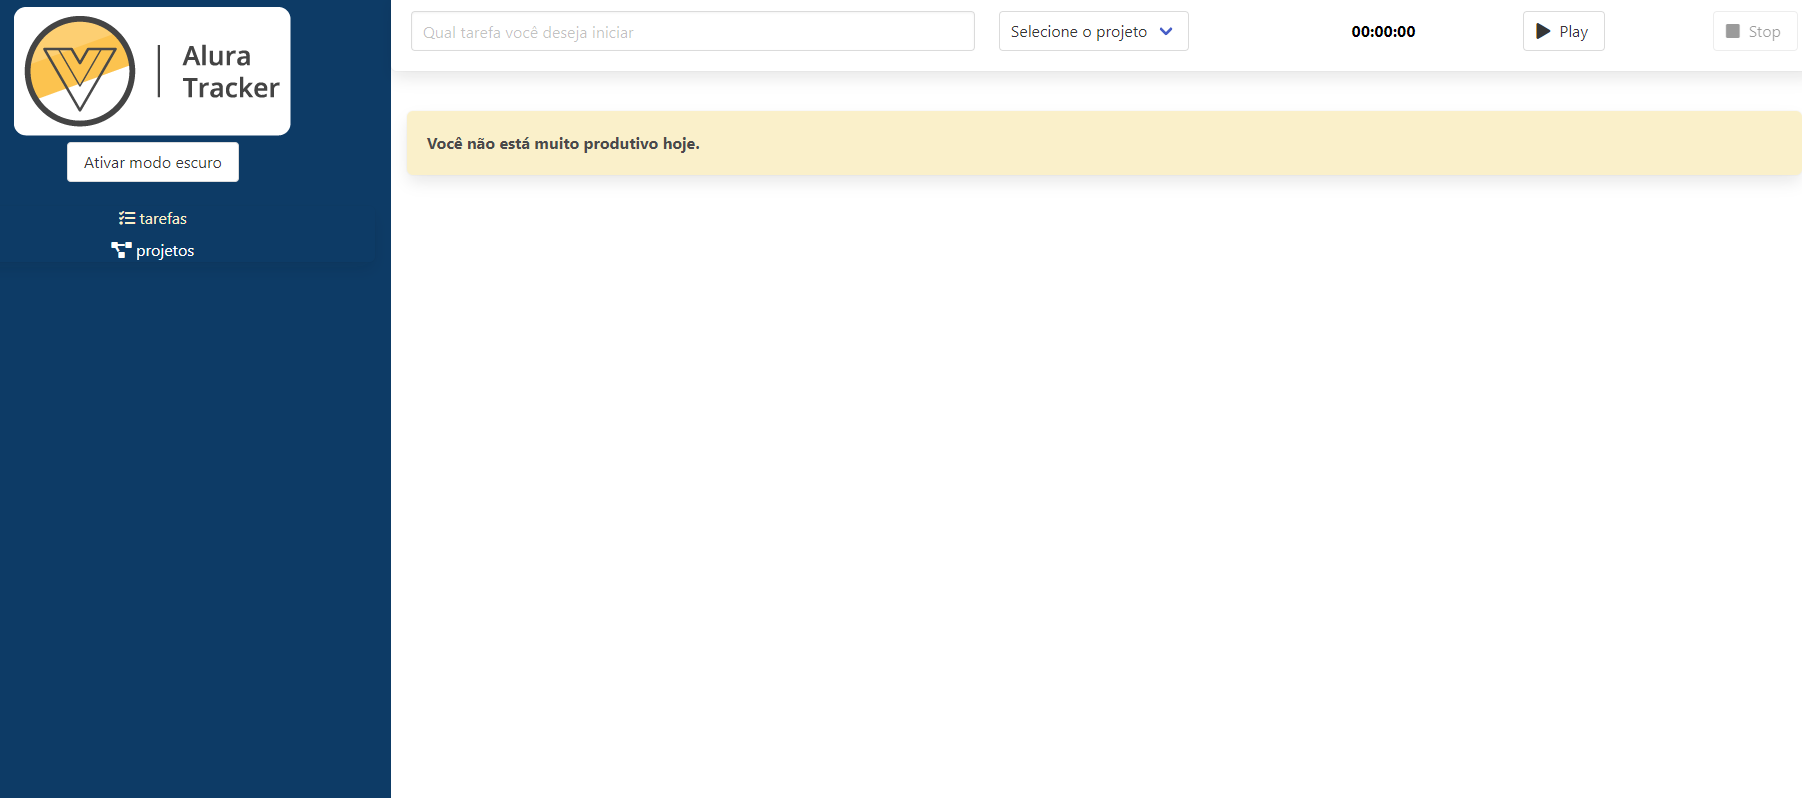 Alura
Tracker
Ativar modo escuro
tarefas
projetos
Qual tarefa você deseja iniciar
Selecione o projeto
00:00:00
Play
Stop
Você não está muito produtivo hoje.